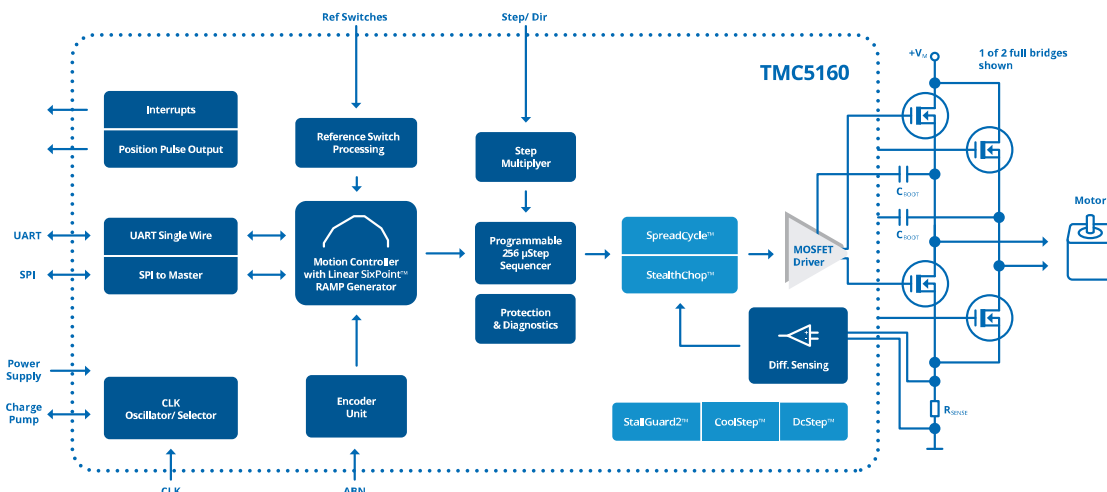 Ref Switches
Step/ Dir
+VM
1 of 2 full bridges
shown
TMC5160
Interrupts
Position Pulse Output
Reference Switch
Processing
Step
Multiplyer
CBOOT
CBOOT
Motor
UART
SPI
UART Single Wire
SPI to Master
Motion Controller
with Linear SixPoint™
RAMP Generator
Programmable
256 µStep
Sequencer
SpreadCycle™
StealthChop™
MOSFET
Driver
Protection
& Diagnostics
Diff. Sensing
Power
Supply
Charge
Pump
CLK
Oscillator/ Selector
Encoder
Unit
StallGuard2™
CoolStep™
DcStep™
RSENSE
CLK
ABN